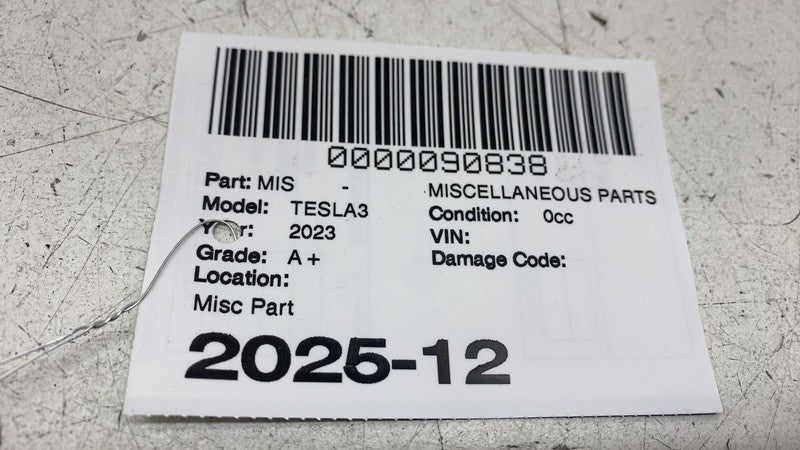 0000090838
Part: MIS - MISCELLANEOUS PARTS
Model: TESLA3 Condition: 0cc
2023 VIN:
Grade: A+ Damage Code:
Location:
Misc Part
2025-12